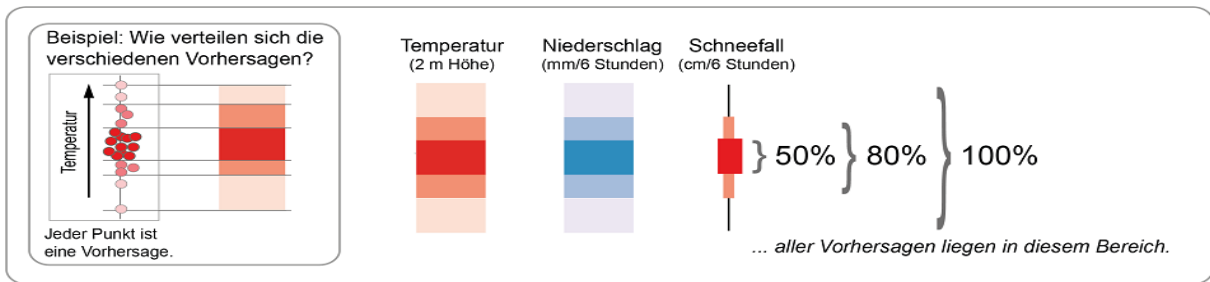 Beispiel: Wie verteilen sich die
verschiedenen Vorhersagen?
Temperatur
Jeder Punkt ist
eine Vorhersage.
Temperatur
(2 m Höhe)
Niederschlag
(mm/6 Stunden)
Schneefall
(cm/6 Stunden)
50%
80%
100%
... aller Vorhersagen liegen in diesem Bereich.